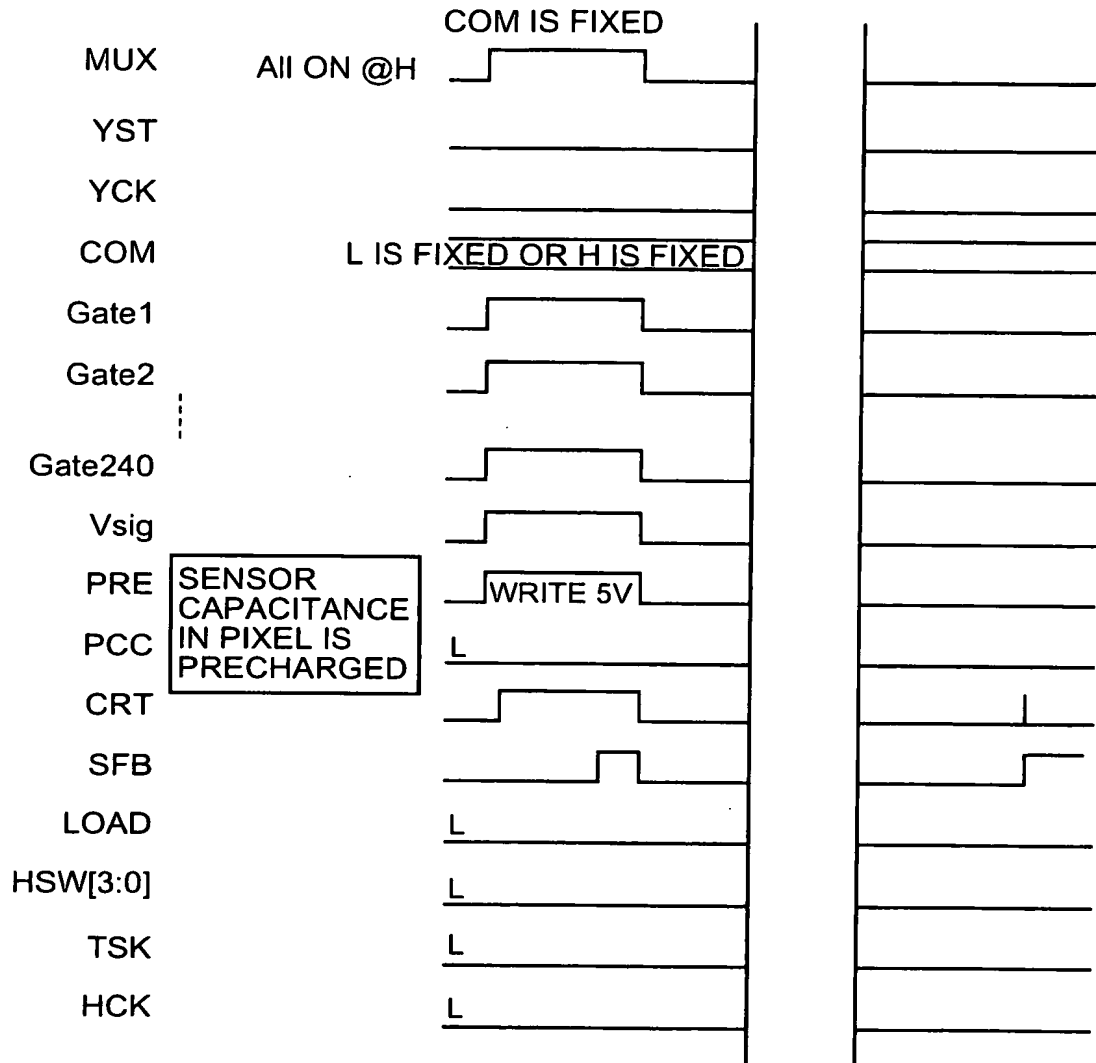 COM IS FIXED
MUX
All ON @H
YST
YCK
COM
L IS FIXED OR H IS FIXED
Gate1
Gate2
Gate240
Vsig
PRE
WRITE 5V
SENSOR
CAPACITANCE
IN PIXEL IS
PRECHARGED
PCC
L
CRT
SFB
LOAD
L
HSW[3:0]
L
TSK
L
HCK
L